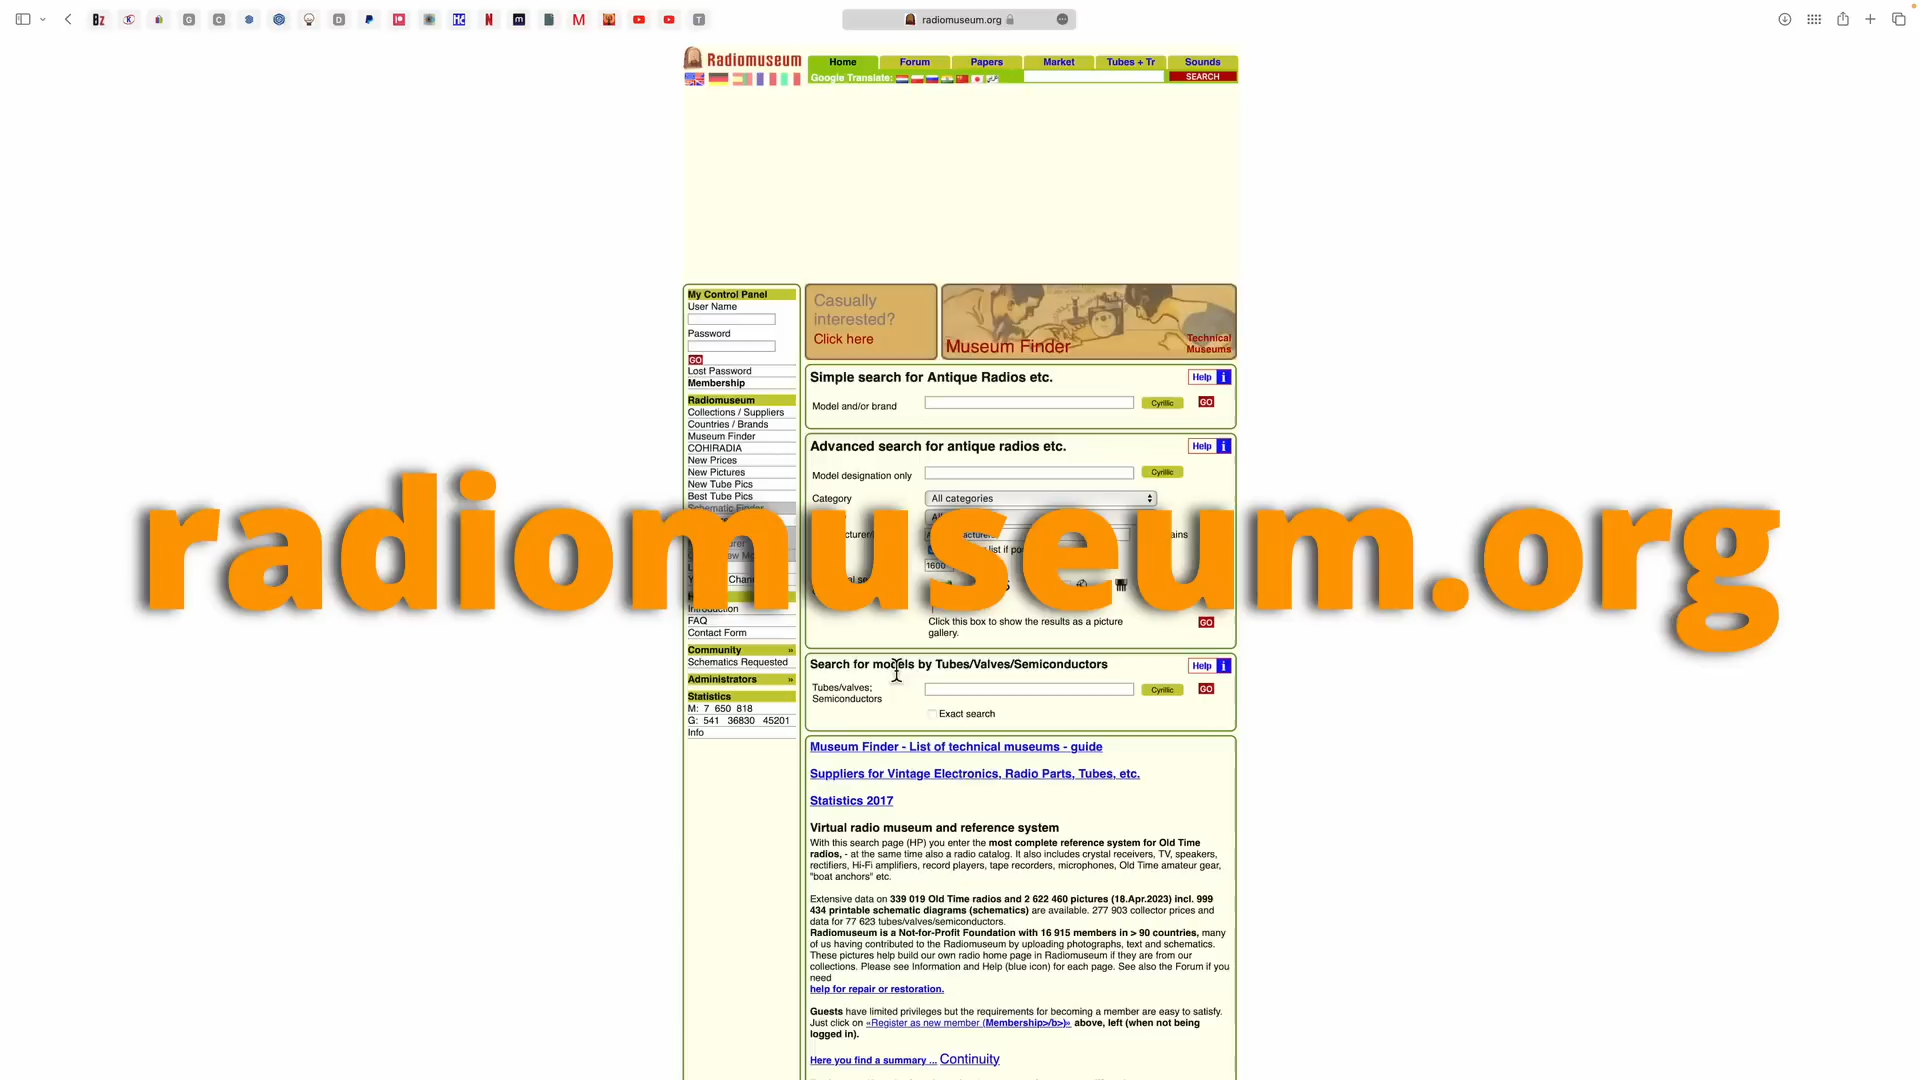 radiomuseum.org
Radiomuseum
Home
Forum
Papers
Market
Tubes + Tr
Sounds
Google Translate:
SEARCH
My Control Panel
User Name
Password
GO
Lost Password
Membership
Radiomuseum
Collections / Suppliers
Countries / Brands
Museum Finder
COHIRADIA
New Prices
New Pictures
New Tube Pics
Best Tube Pics
Schematic Finder
Introduction
FAQ
Contact Form
Community »
Schematics Requested
Administrators »
Statistics
M: 7 650 818
G: 541 36830 45201
Info
Casually
interested?
Click here
Museum Finder
Technical
Museums
Simple search for Antique Radios etc.
Help i
Model and/or brand
Cyrillic
GO
Advanced search for antique radios etc.
Help i
Model designation only
Cyrillic
Category
All categories
1600
radiomuseum.org
Click this box to show the results as a picture
gallery.
GO
Search for models by Tubes/Valves/Semiconductors
Help i
Tubes/valves;
Semiconductors
Cyrillic
GO
Exact search
Museum Finder - List of technical museums - guide
Suppliers for Vintage Electronics, Radio Parts, Tubes, etc.
Statistics 2017
Virtual radio museum and reference system
With this search page (HP) you enter the most complete reference system for Old Time
radios, - at the same time also a radio catalog. It also includes crystal receivers, TV, speakers,
rectifiers, Hi-Fi amplifiers, record players, tape recorders, microphones, Old Time amateur gear,
"boat anchors" etc.
Extensive data on 339 019 Old Time radios and 2 622 460 pictures (18.Apr.2023) incl. 999
434 printable schematic diagrams (schematics) are available. 277 903 collector prices and
data for 77 623 tubes/valves/semiconductors.
Radiomuseum is a Not-for-Profit Foundation with 16 915 members in > 90 countries, many
of us having contributed to the Radiomuseum by uploading photographs, text and schematics.
These pictures help build our own radio home page in Radiomuseum if they are from our
collections. Please see Information and Help (blue icon) for each page. See also the Forum if you
need
help for repair or restoration.
Guests have limited privileges but the requirements for becoming a member are easy to satisfy.
Just click on «Register as new member (Membership>/b>)» above, left (when not being
logged in).
Here you find a summary ... Continuity